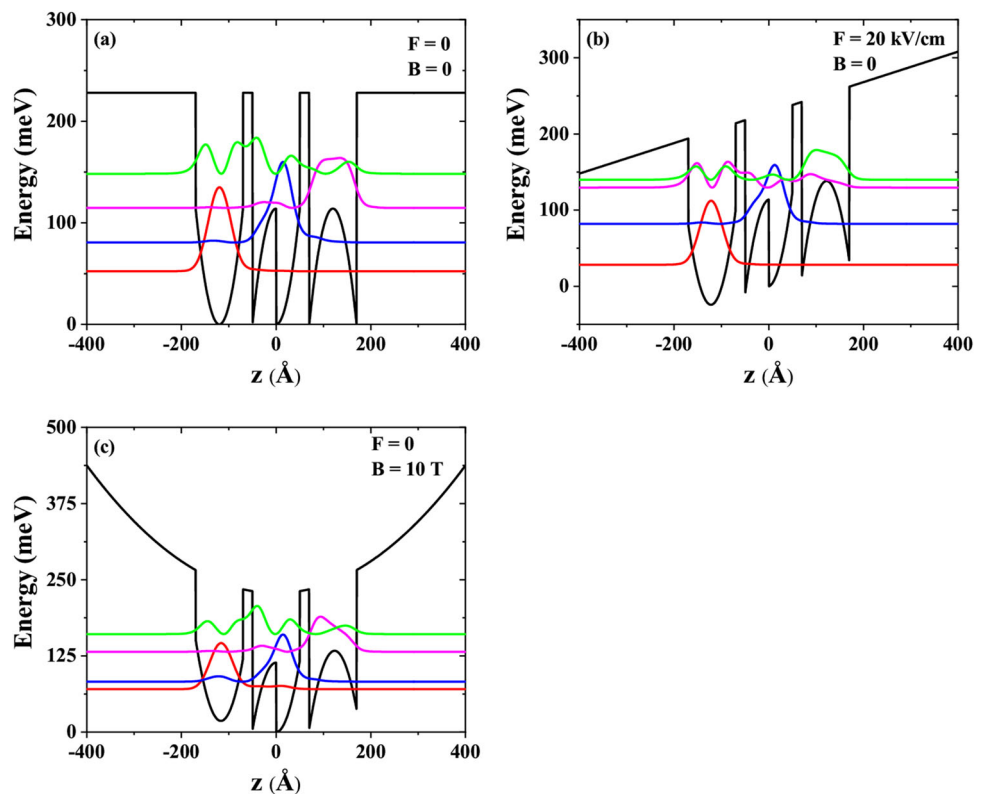 (a)
F = 0
B = 0
300
200
100
0
Energy (meV)
-400 -200 0 200 400
z (Å)
(b)
F = 20 kV/cm
B = 0
300
200
100
0
Energy (meV)
-400 -200 0 200 400
z (Å)
(c)
F = 0
B = 10 T
500
375
250
125
0
Energy (meV)
-400 -200 0 200 400
z (Å)